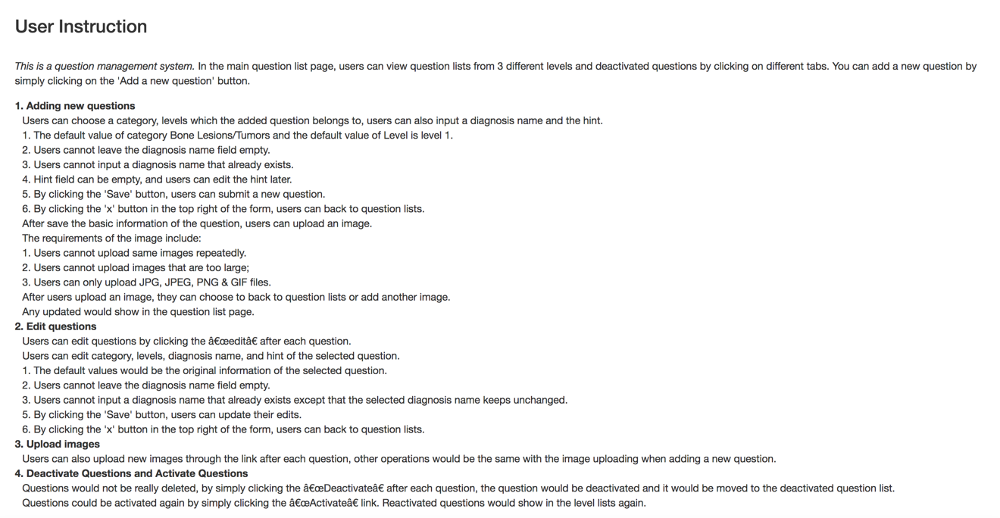 User Instruction
This is a question management system. In the main question list page, users can view question lists from 3 different levels and deactivated questions by clicking on different tabs. You can add a new question by
simply clicking on the 'Add a new question' button.
1. Adding new questions
Users can choose a category, levels which the added question belongs to, users can also input a diagnosis name and the hint.
1. The default value of category Bone Lesions/Tumors and the default value of Level is level 1.
2. Users cannot leave the diagnosis name field empty.
3. Users cannot input a diagnosis name that already exists.
4. Hint field can be empty, and users can edit the hint later.
5. By clicking the 'Save' button, users can submit a new question.
6. By clicking the 'x' button in the top right of the form, users can back to question lists.
After save the basic information of the question, users can upload an image.
The requirements of the image include:
1. Users cannot upload same images repeatedly.
2. Users cannot upload images that are too large;
3. Users can only upload JPG, JPEG, PNG & GIF files.
After users upload an image, they can choose to back to question lists or add another image.
Any updated would show in the question list page.
2. Edit questions
Users can edit questions by clicking the â€œeditâ€ after each question.
Users can edit category, levels, diagnosis name, and hint of the selected question.
1. The default values would be the original information of the selected question.
2. Users cannot leave the diagnosis name field empty.
3. Users cannot input a diagnosis name that already exists except that the selected diagnosis name keeps unchanged.
5. By clicking the 'Save' button, users can update their edits.
6. By clicking the 'x' button in the top right of the form, users can back to question lists.
3. Upload images
Users can also upload new images through the link after each question, other operations would be the same with the image uploading when adding a new question.
4. Deactivate Questions and Activate Questions
Questions would not be really deleted, by simply clicking the â€œDeactivateâ€ after each question, the question would be deactivated and it would be moved to the deactivated question list.
Questions could be activated again by simply clicking the â€œActivateâ€ link. Reactivated questions would show in the level lists again.